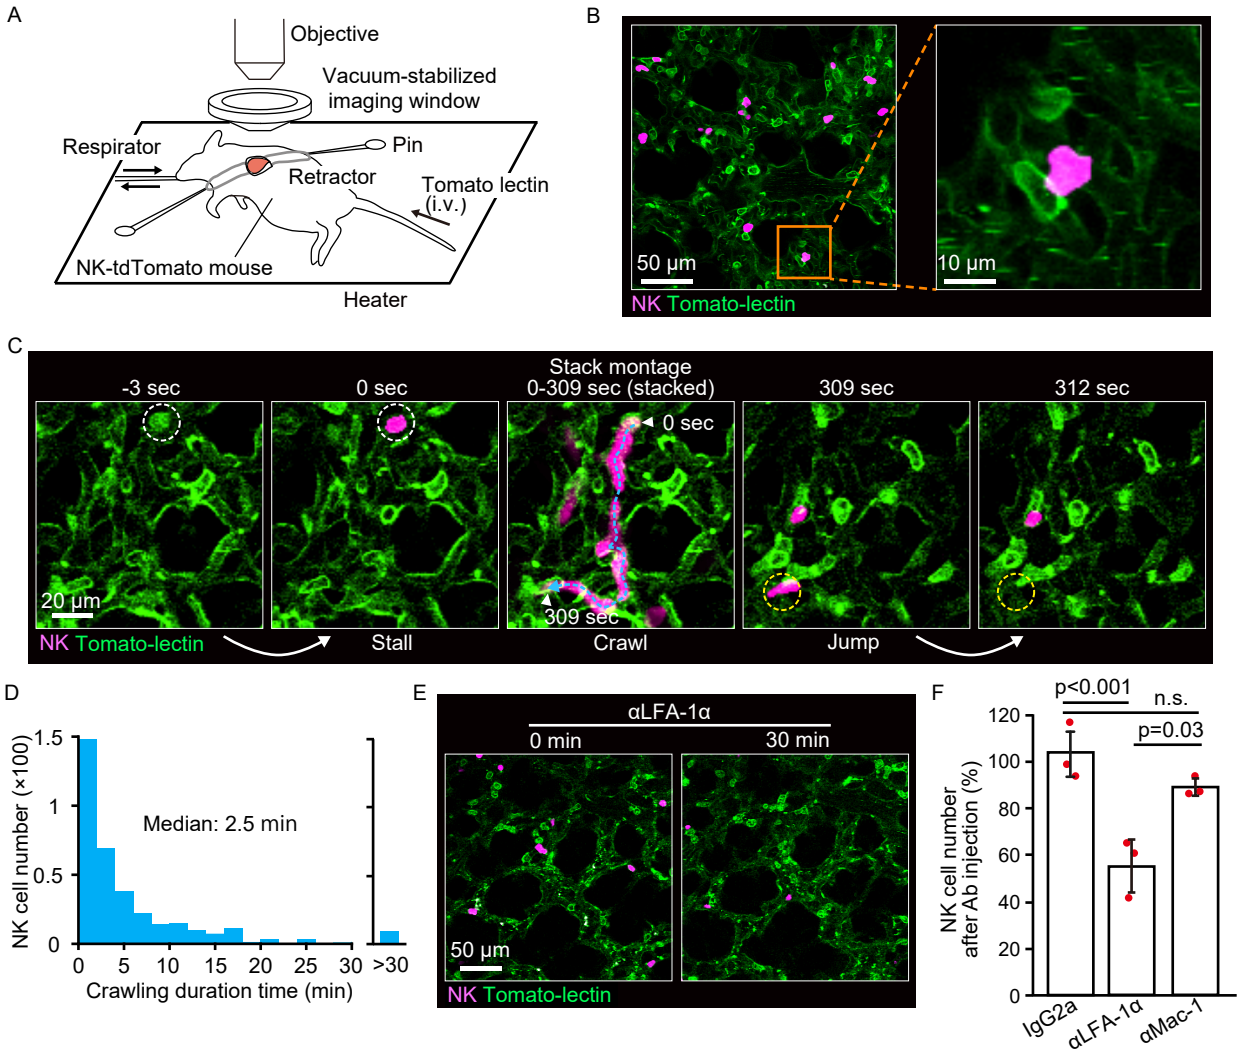 A
Objective
Vacuum-stabilized
imaging window
Respirator
Pin
Retractor
Tomato lectin
(i.v.)
NK-tdTomato mouse
Heater
B
50 µm
10 µm
NK Tomato-lectin
C
-3 sec
0 sec
Stack montage
0-309 sec (stacked)
309 sec
312 sec
0 sec
309 sec
20 µm
NK Tomato-lectin
Stall
Crawl
Jump
D
NK cell number (×100)
1.5
1
0.5
0
Median: 2.5 min
0 5 10 15 20 25 30 >30
Crawling duration time (min)
E
αLFA-1α
0 min
30 min
50 µm
NK Tomato-lectin
F
p<0.001
n.s.
p=0.03
NK cell number
after Ab injection (%)
120
100
80
60
40
20
0
IgG2a
αLFA-1α
αMac-1